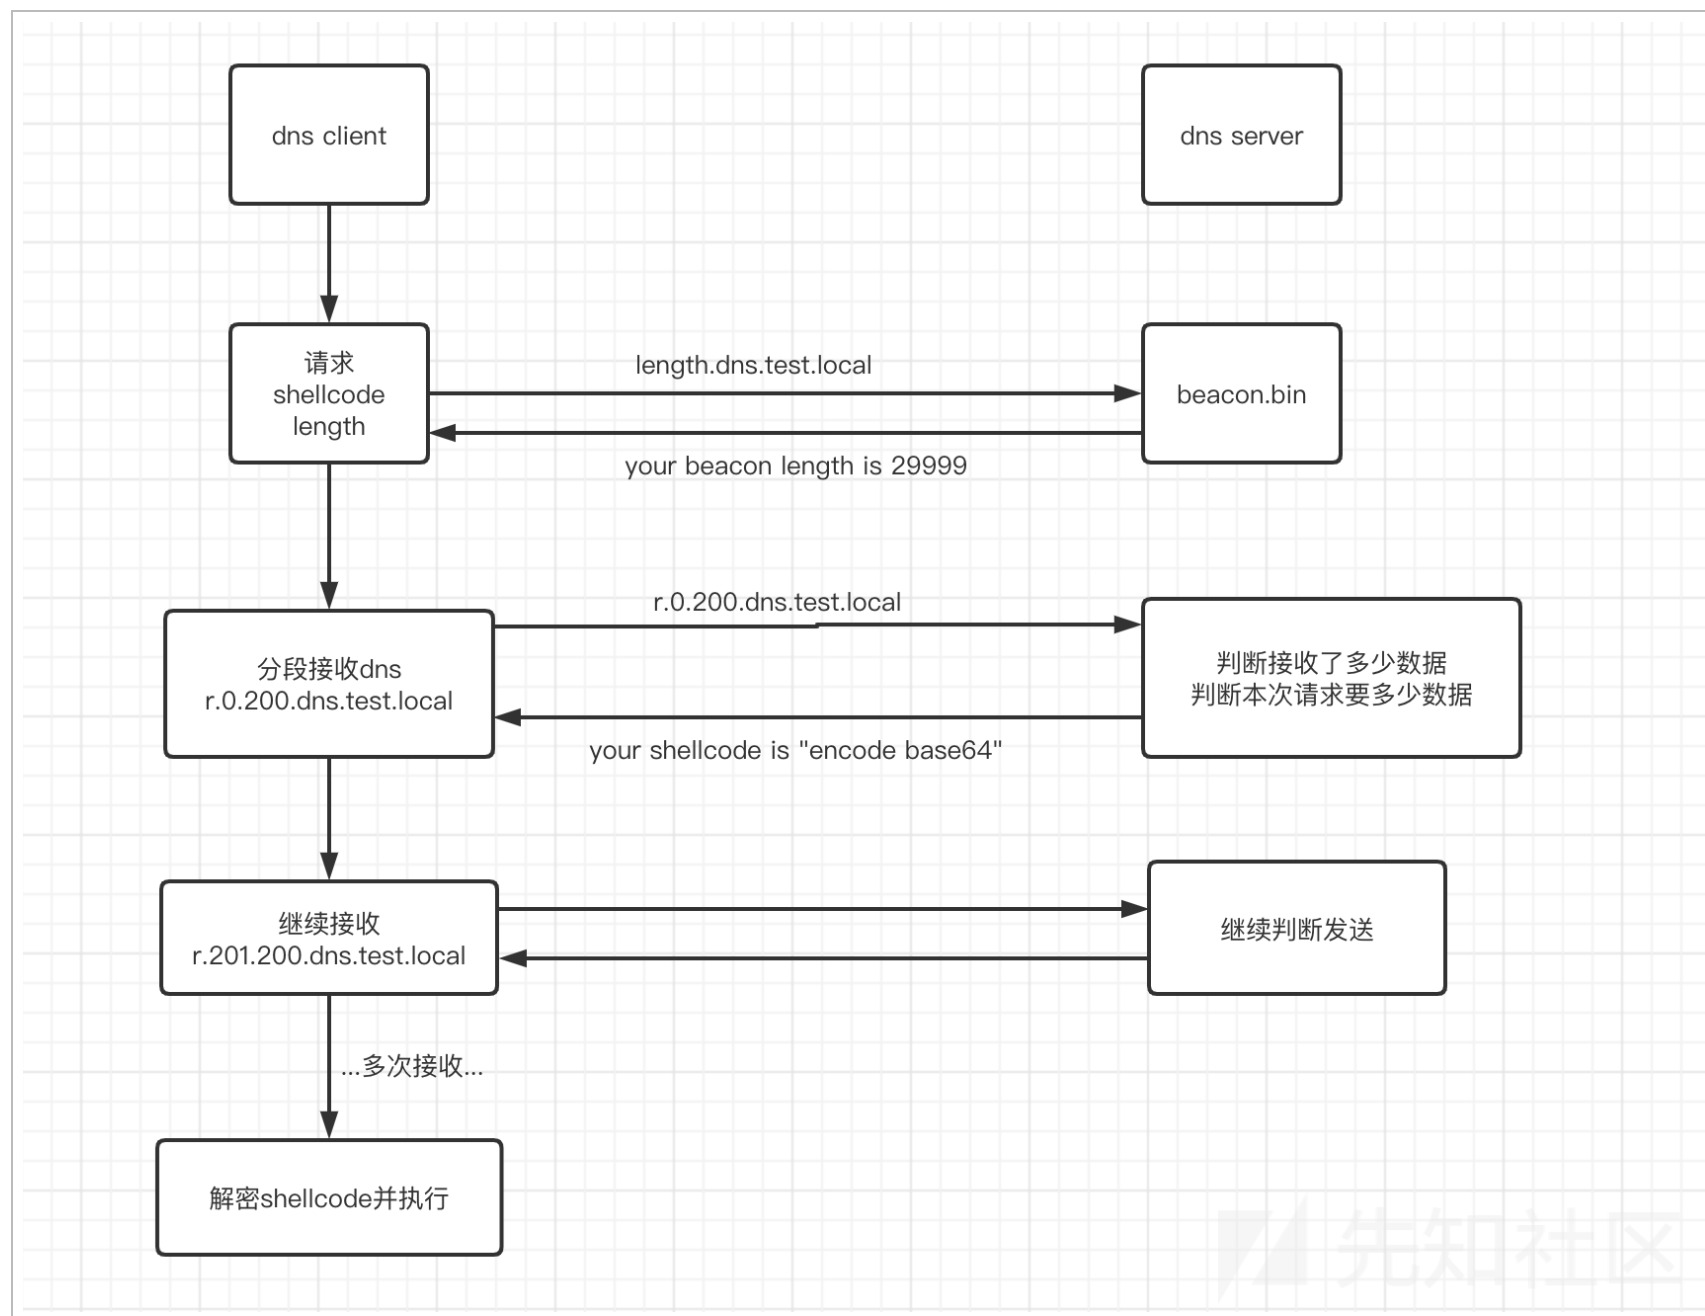 dns client
dns server
请求
shellcode
length
length.dns.test.local
beacon.bin
your beacon length is 29999
r.0.200.dns.test.local
分段接收dns
r.0.200.dns.test.local
判断接收了多少数据
判断本次请求要多少数据
your shellcode is "encode base64"
继续接收
r.201.200.dns.test.local
继续判断发送
...多次接收...
解密shellcode并执行
先知社区